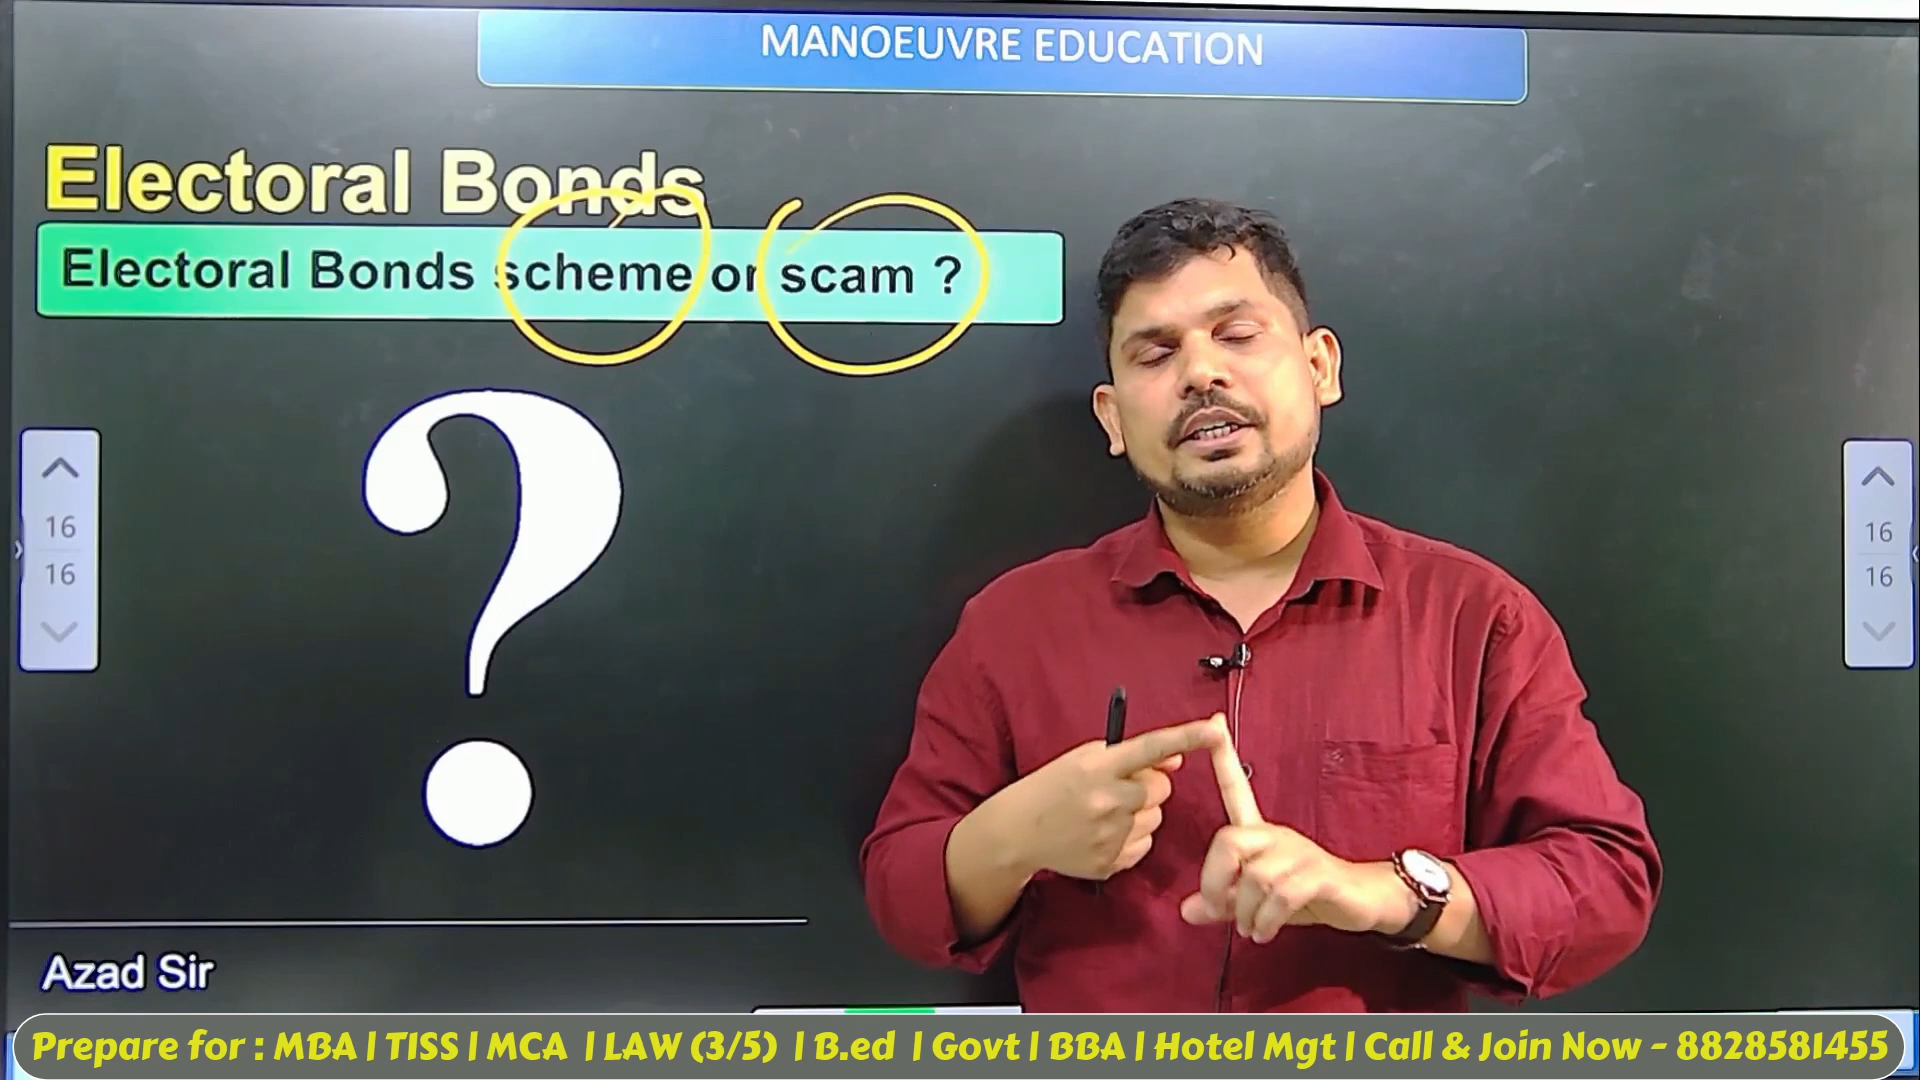 MANOEUVRE EDUCATION
Electoral Bonds
Electoral Bonds scheme or scam ?
?
16
16
16
16
Azad Sir
Prepare for : MBA | TISS | MCA | LAW (3/5) | B.ed | Govt | BBA | Hotel Mgt | Call & Join Now - 8828581455